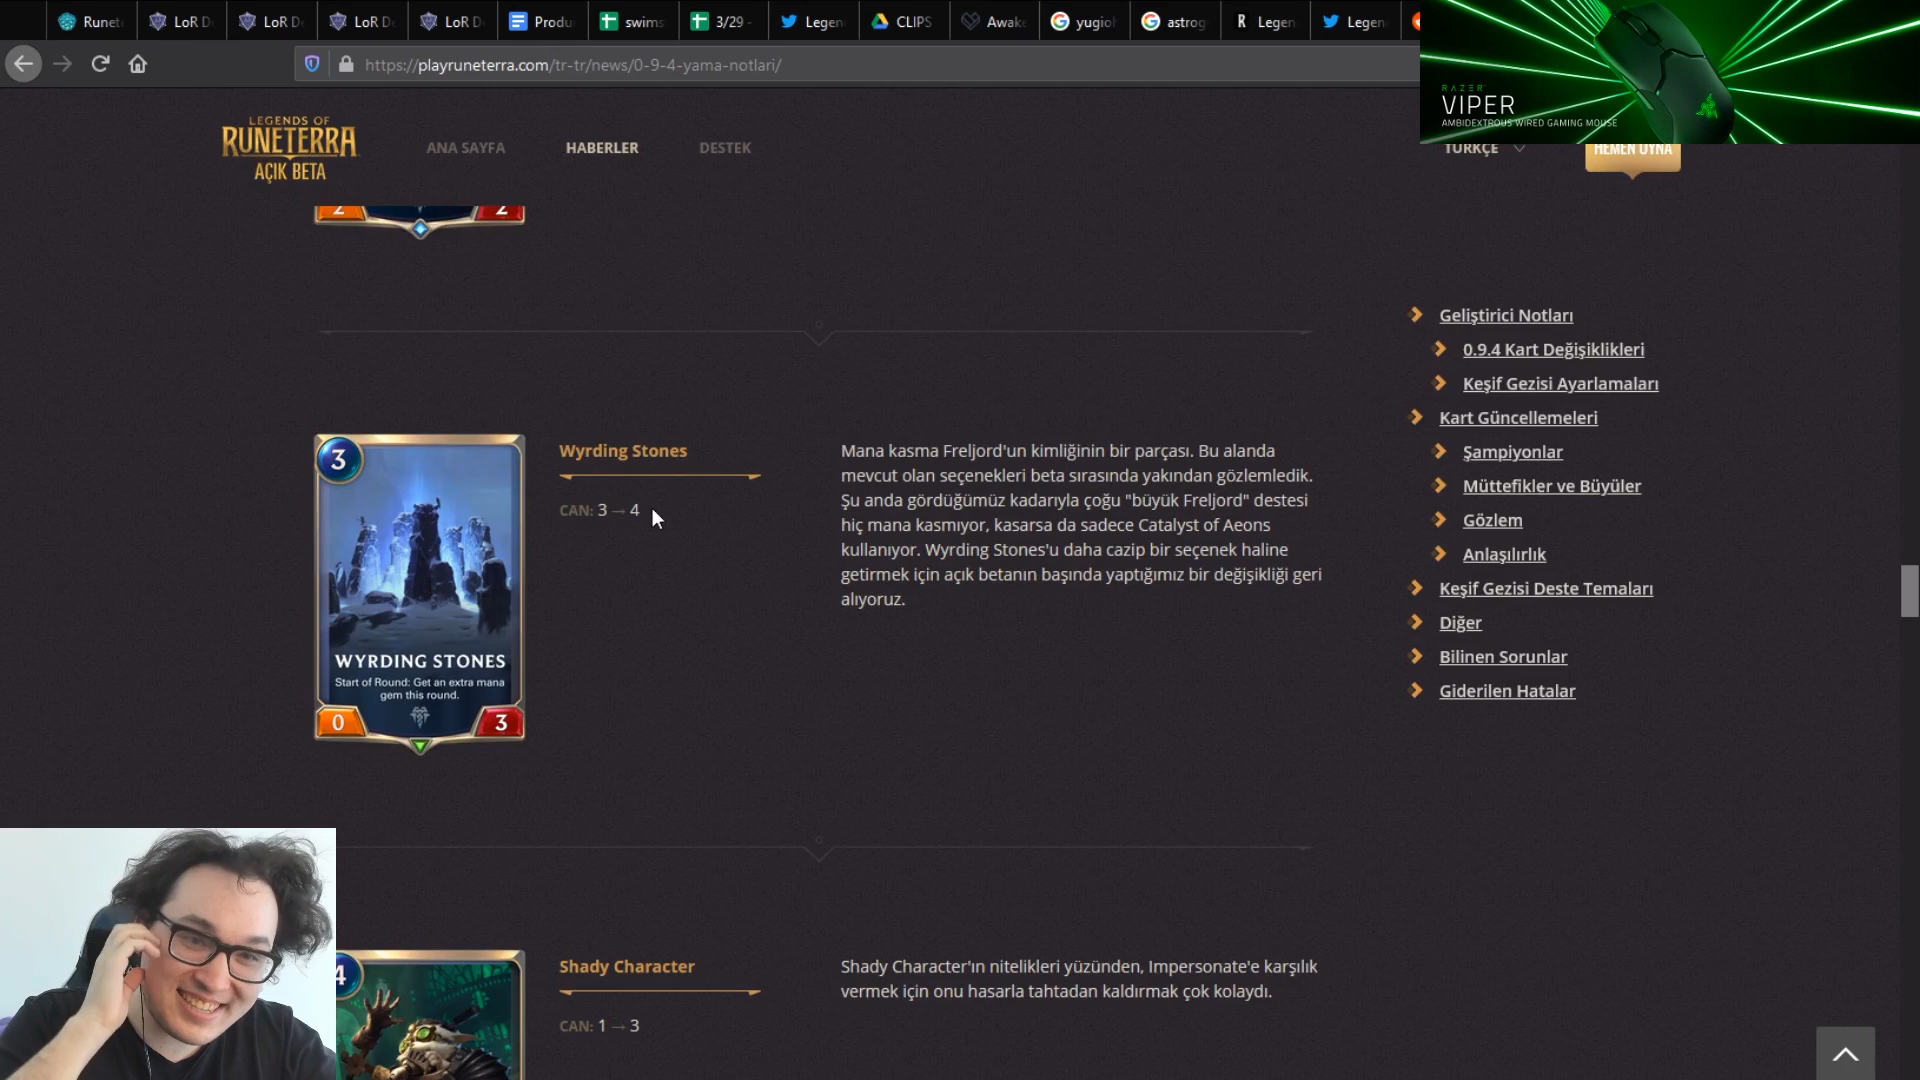 Runet
LoR D
LoR D
LoR D
LoR D
Produ
swims
3/29 -
Legen
CLIPS
Awake
yugioh
astrog
Legen
Legen
https://playruneterra.com/tr-tr/news/0-9-4-yama-notlari/
RAZER
VIPER
AMBIDEXTROUS WIRED GAMING MOUSE
LEGENDS OF
RUNETERRA
AÇIK BETA
ANA SAYFA
HABERLER
DESTEK
TÜRKÇE
HEMEN OYNA
2
2
Geliştirici Notları
0.9.4 Kart Değişiklikleri
Keşif Gezisi Ayarlamaları
Kart Güncellemeleri
Şampiyonlar
Müttefikler ve Büyüler
Gözlem
Anlaşılırlık
Keşif Gezisi Deste Temaları
Diğer
Bilinen Sorunlar
Giderilen Hatalar
3
WYRDING STONES
Start of Round: Get an extra mana
gem this round.
0
3
Wyrding Stones
CAN: 3 → 4
Mana kasma Freljord'un kimliğinin bir parçası. Bu alanda
mevcut olan seçenekleri beta sırasında yakından gözlemledik.
Şu anda gördüğümüz kadarıyla çoğu "büyük Freljord" destesi
hiç mana kasmıyor, kasarsa da sadece Catalyst of Aeons
kullanıyor. Wyrding Stones'u daha cazip bir seçenek haline
getirmek için açık betanın başında yaptığımız bir değişikliği geri
alıyoruz.
4
Shady Character
CAN: 1 → 3
Shady Character'ın nitelikleri yüzünden, Impersonate'e karşılık
vermek için onu hasarla tahtadan kaldırmak çok kolaydı.